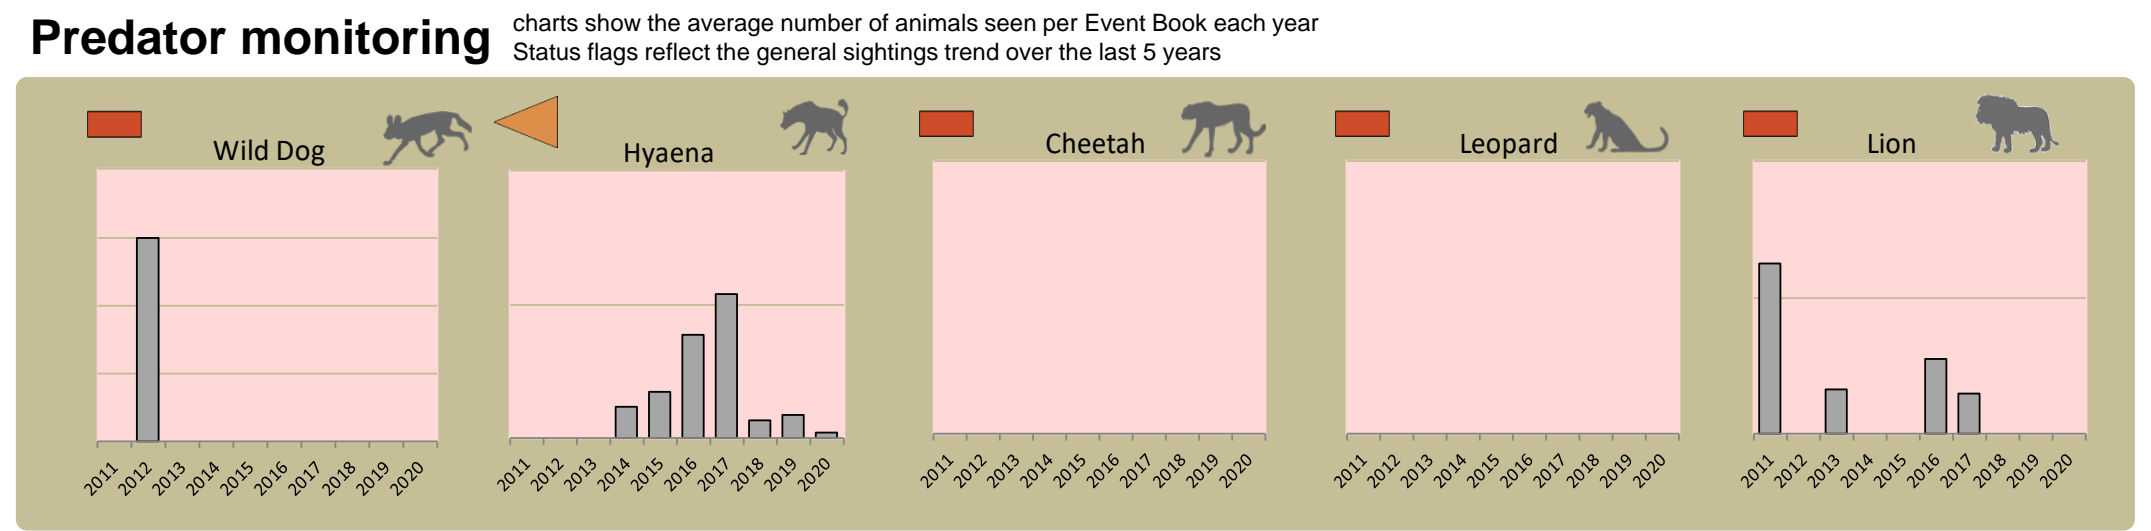 Predator monitoring
charts show the average number of animals seen per Event Book each year
Status flags reflect the general sightings trend over the last 5 years
Wild Dog
2011 2012 2013 2014 2015 2016 2017 2018 2019 2020
Hyaena
2011 2012 2013 2014 2015 2016 2017 2018 2019 2020
Cheetah
2011 2012 2013 2014 2015 2016 2017 2018 2019 2020
Leopard
2011 2012 2013 2014 2015 2016 2017 2018 2019 2020
Lion
2011 2012 2013 2014 2015 2016 2017 2018 2019 2020